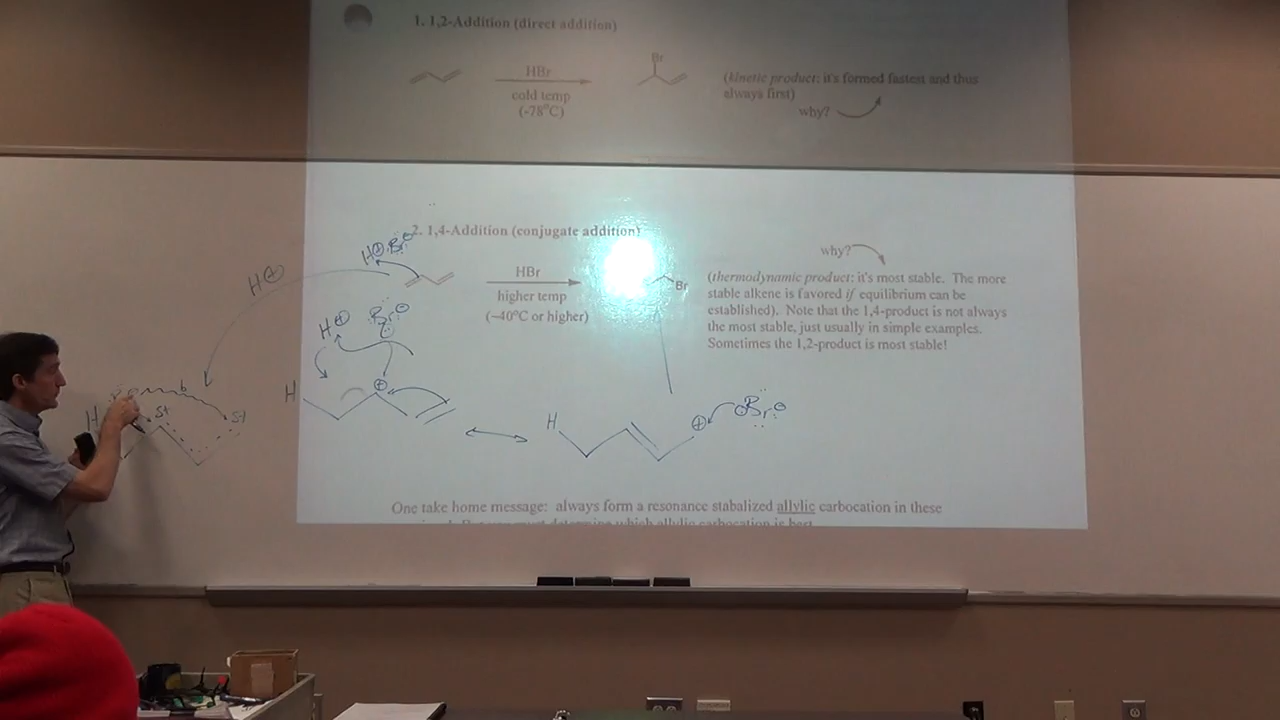 1. 1,2-Addition (direct addition)
Br
HBr
cold temp
(-78°C)
(kinetic product: it's formed fastest and thus
always first)
why?
2. 1,4-Addition (conjugate addition)
H⊕ Br⊖
H⊕
HBr
higher temp
(~40°C or higher)
Br
why?
(thermodynamic product: it's most stable. The more
stable alkene is favored if equilibrium can be
established). Note that the 1,4-product is not always
the most stable, just usually in simple examples.
Sometimes the 1,2-product is most stable!
H⊕ Br⊖
H ⊕
H ⊕ Br⊖
H δ+ δ+
One take home message: always form a resonance stabalized allylic carbocation in these